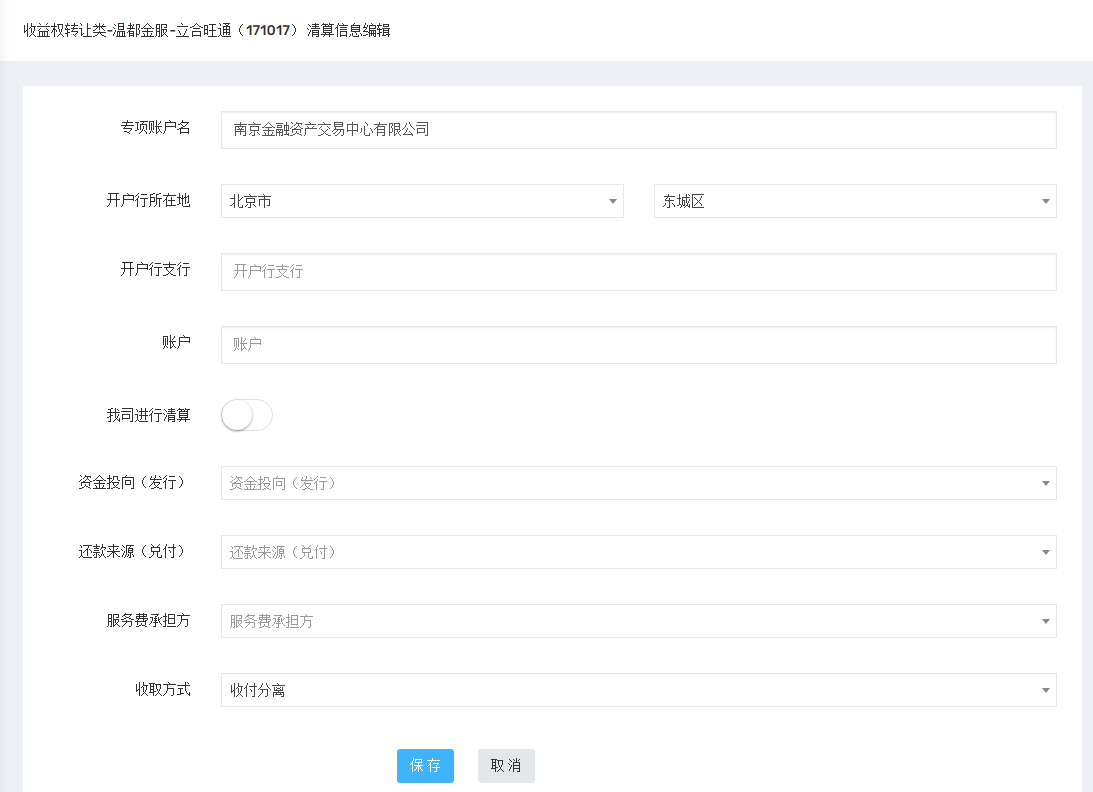 收益权转让类-温都金服-立合旺通（171017） 清算信息编辑
专项账户名 南京金融资产交易中心有限公司
开户行所在地 北京市 东城区
开户行支行 开户行支行
账户 账户
我司进行清算
资金投向（发行） 资金投向（发行）
还款来源（兑付） 还款来源（兑付）
服务费承担方 服务费承担方
收取方式 收付分离
保存 取消